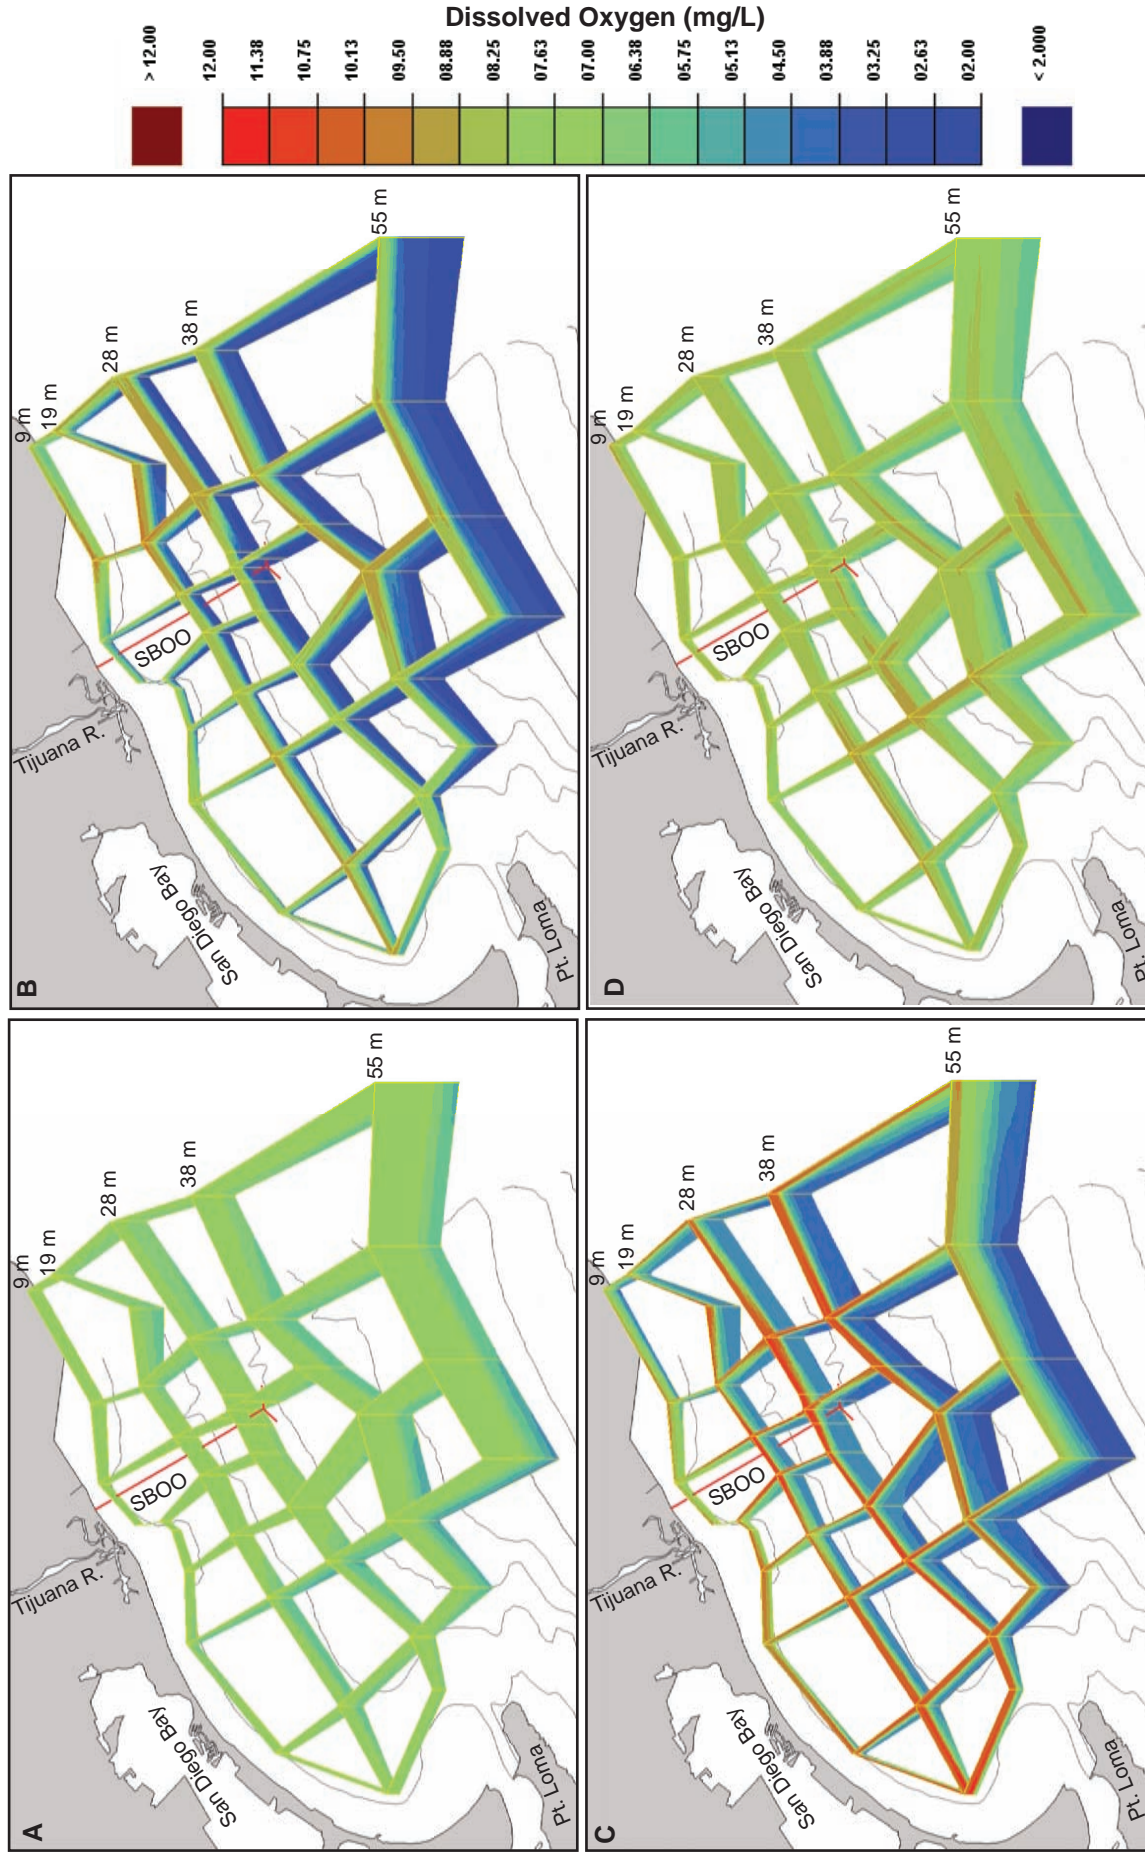 Dissolved Oxygen (mg/L)
> 12.00
12.00
11.38
10.75
10.13
09.50
08.88
08.25
07.63
07.00
06.38
05.75
05.13
04.50
03.88
03.25
02.63
02.00
< 2.000
A
9 m
19 m
28 m
38 m
55 m
SBOO
Tijuana R.
San Diego Bay
Pt. Loma
B
9 m
19 m
28 m
38 m
55 m
SBOO
Tijuana R.
San Diego Bay
Pt. Loma
C
9 m
19 m
28 m
38 m
55 m
SBOO
Tijuana R.
San Diego Bay
Pt. Loma
D
9 m
19 m
28 m
38 m
55 m
SBOO
Tijuana R.
San Diego Bay
Pt. Loma